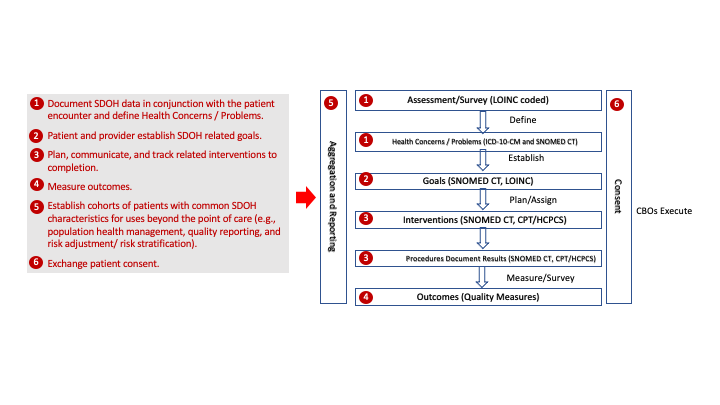 1 Document SDOH data in conjunction with the patient
encounter and define Health Concerns / Problems.
2 Patient and provider establish SDOH related goals.
3 Plan, communicate, and track related interventions to
completion.
4 Measure outcomes.
5 Establish cohorts of patients with common SDOH
characteristics for uses beyond the point of care (e.g.,
population health management, quality reporting, and
risk adjustment/ risk stratification).
6 Exchange patient consent.
5
Aggregation and Reporting
1 Assessment/Survey (LOINC coded)
Define
1 Health Concerns / Problems (ICD-10-CM and SNOMED CT)
Establish
2 Goals (SNOMED CT, LOINC)
Plan/Assign
3 Interventions (SNOMED CT, CPT/HCPCS)
3 Procedures Document Results (SNOMED CT, CPT/HCPCS)
Measure/Survey
4 Outcomes (Quality Measures)
6
Consent
CBOs Execute